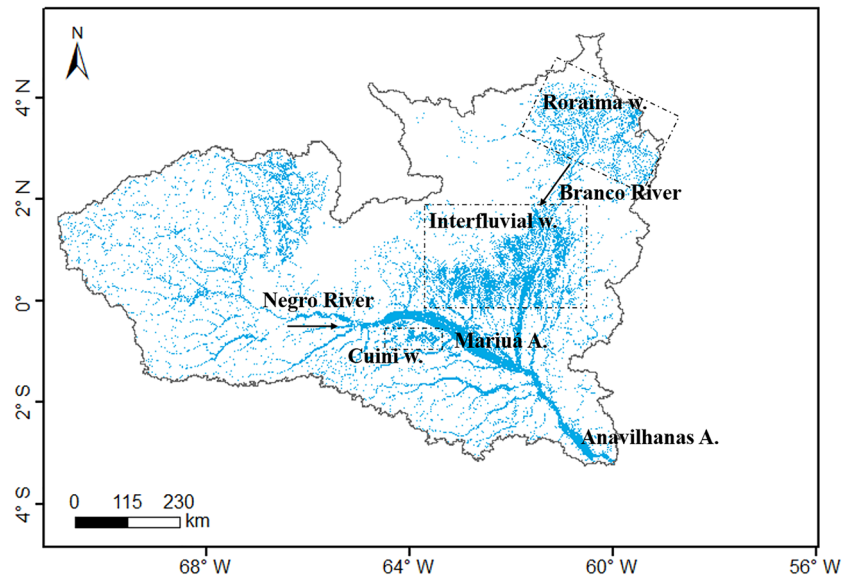 N
4° N
Roraima w.
Branco River
2° N
Interfluvial w.
0°
Negro River
Mariua A.
Cuini w.
2° S
Anavilhanas A.
4° S
0 115 230
km
68° W 64° W 60° W 56° W